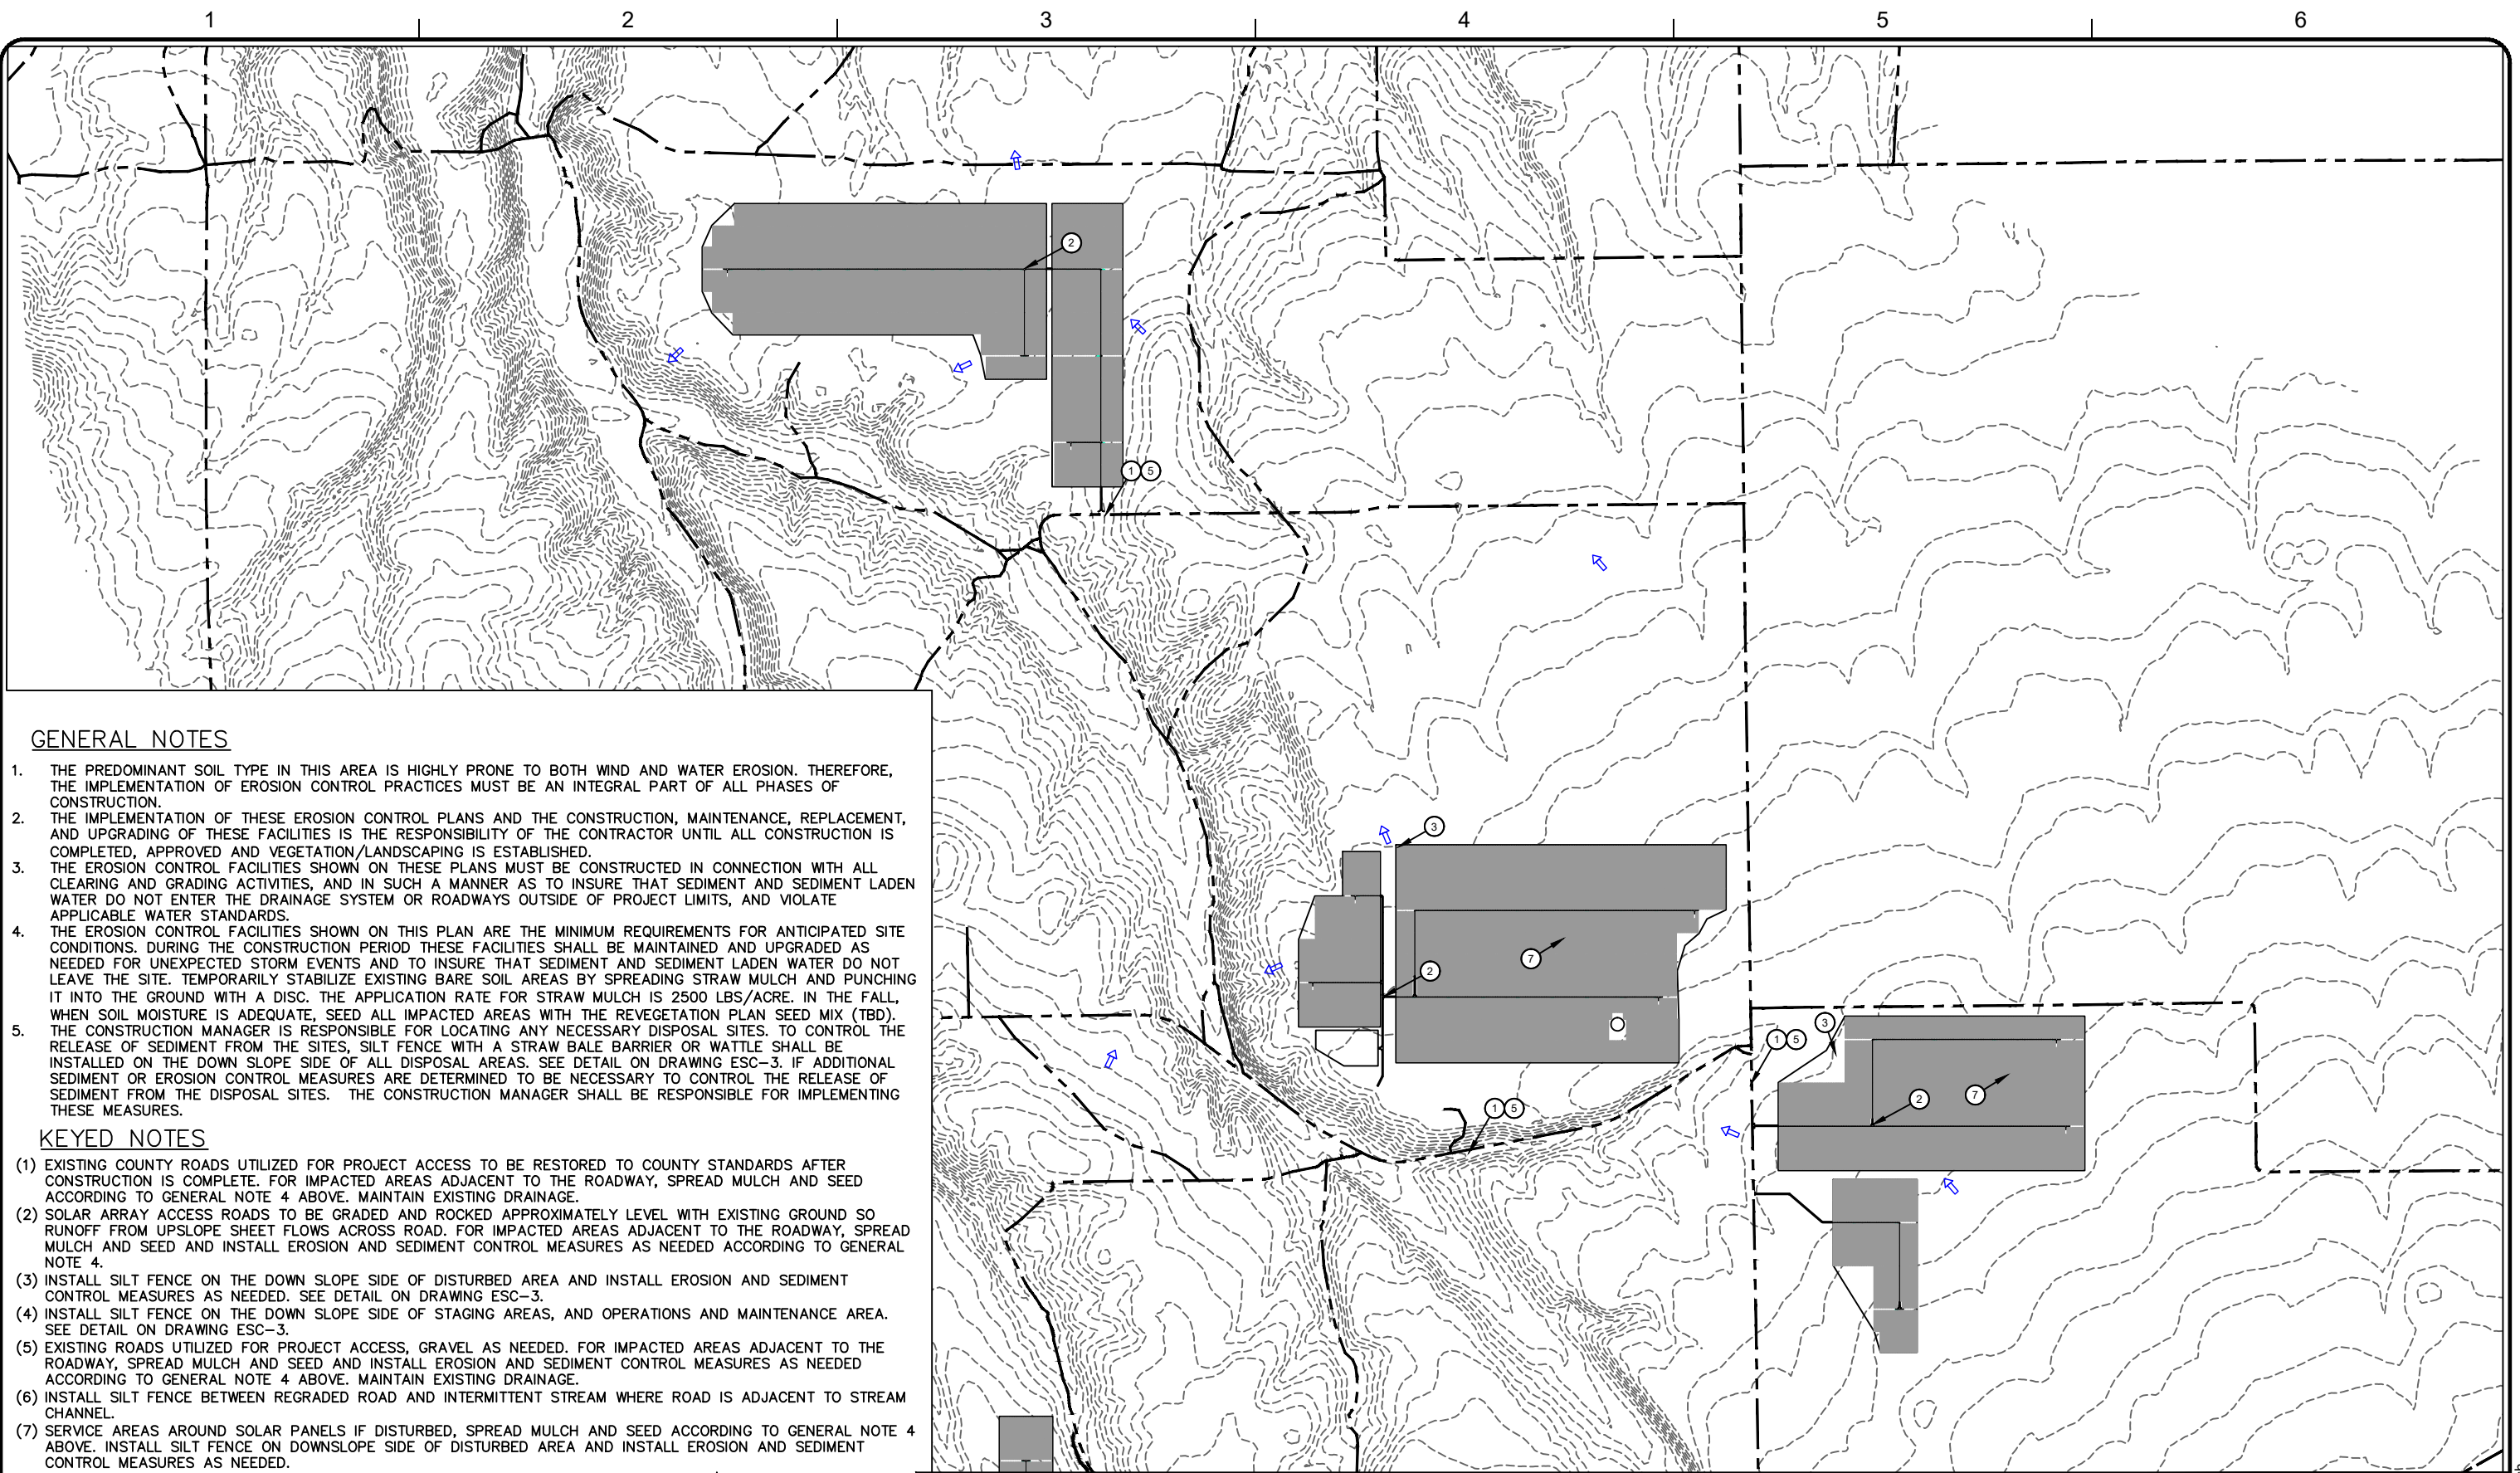 1 2 3 4 5 6
2
1 5
3
7
2
1 5
3
1 5
2
7
GENERAL NOTES
1. THE PREDOMINANT SOIL TYPE IN THIS AREA IS HIGHLY PRONE TO BOTH WIND AND WATER EROSION. THEREFORE,
THE IMPLEMENTATION OF EROSION CONTROL PRACTICES MUST BE AN INTEGRAL PART OF ALL PHASES OF
CONSTRUCTION.
2. THE IMPLEMENTATION OF THESE EROSION CONTROL PLANS AND THE CONSTRUCTION, MAINTENANCE, REPLACEMENT,
AND UPGRADING OF THESE FACILITIES IS THE RESPONSIBILITY OF THE CONTRACTOR UNTIL ALL CONSTRUCTION IS
COMPLETED, APPROVED AND VEGETATION/LANDSCAPING IS ESTABLISHED.
3. THE EROSION CONTROL FACILITIES SHOWN ON THESE PLANS MUST BE CONSTRUCTED IN CONNECTION WITH ALL
CLEARING AND GRADING ACTIVITIES, AND IN SUCH A MANNER AS TO INSURE THAT SEDIMENT AND SEDIMENT LADEN
WATER DO NOT ENTER THE DRAINAGE SYSTEM OR ROADWAYS OUTSIDE OF PROJECT LIMITS, AND VIOLATE
APPLICABLE WATER STANDARDS.
4. THE EROSION CONTROL FACILITIES SHOWN ON THIS PLAN ARE THE MINIMUM REQUIREMENTS FOR ANTICIPATED SITE
CONDITIONS. DURING THE CONSTRUCTION PERIOD THESE FACILITIES SHALL BE MAINTAINED AND UPGRADED AS
NEEDED FOR UNEXPECTED STORM EVENTS AND TO INSURE THAT SEDIMENT AND SEDIMENT LADEN WATER DO NOT
LEAVE THE SITE. TEMPORARILY STABILIZE EXISTING BARE SOIL AREAS BY SPREADING STRAW MULCH AND PUNCHING
IT INTO THE GROUND WITH A DISC. THE APPLICATION RATE FOR STRAW MULCH IS 2500 LBS/ACRE. IN THE FALL,
WHEN SOIL MOISTURE IS ADEQUATE, SEED ALL IMPACTED AREAS WITH THE REVEGETATION PLAN SEED MIX (TBD).
5. THE CONSTRUCTION MANAGER IS RESPONSIBLE FOR LOCATING ANY NECESSARY DISPOSAL SITES. TO CONTROL THE
RELEASE OF SEDIMENT FROM THE SITES, SILT FENCE WITH A STRAW BALE BARRIER OR WATTLE SHALL BE
INSTALLED ON THE DOWN SLOPE SIDE OF ALL DISPOSAL AREAS. SEE DETAIL ON DRAWING ESC-3. IF ADDITIONAL
SEDIMENT OR EROSION CONTROL MEASURES ARE DETERMINED TO BE NECESSARY TO CONTROL THE RELEASE OF
SEDIMENT FROM THE DISPOSAL SITES. THE CONSTRUCTION MANAGER SHALL BE RESPONSIBLE FOR IMPLEMENTING
THESE MEASURES.
KEYED NOTES
(1) EXISTING COUNTY ROADS UTILIZED FOR PROJECT ACCESS TO BE RESTORED TO COUNTY STANDARDS AFTER
CONSTRUCTION IS COMPLETE. FOR IMPACTED AREAS ADJACENT TO THE ROADWAY, SPREAD MULCH AND SEED
ACCORDING TO GENERAL NOTE 4 ABOVE. MAINTAIN EXISTING DRAINAGE.
(2) SOLAR ARRAY ACCESS ROADS TO BE GRADED AND ROCKED APPROXIMATELY LEVEL WITH EXISTING GROUND SO
RUNOFF FROM UPSLOPE SHEET FLOWS ACROSS ROAD. FOR IMPACTED AREAS ADJACENT TO THE ROADWAY, SPREAD
MULCH AND SEED AND INSTALL EROSION AND SEDIMENT CONTROL MEASURES AS NEEDED ACCORDING TO GENERAL
NOTE 4.
(3) INSTALL SILT FENCE ON THE DOWN SLOPE SIDE OF DISTURBED AREA AND INSTALL EROSION AND SEDIMENT
CONTROL MEASURES AS NEEDED. SEE DETAIL ON DRAWING ESC-3.
(4) INSTALL SILT FENCE ON THE DOWN SLOPE SIDE OF STAGING AREAS, AND OPERATIONS AND MAINTENANCE AREA.
SEE DETAIL ON DRAWING ESC-3.
(5) EXISTING ROADS UTILIZED FOR PROJECT ACCESS, GRAVEL AS NEEDED. FOR IMPACTED AREAS ADJACENT TO THE
ROADWAY, SPREAD MULCH AND SEED AND INSTALL EROSION AND SEDIMENT CONTROL MEASURES AS NEEDED
ACCORDING TO GENERAL NOTE 4 ABOVE. MAINTAIN EXISTING DRAINAGE.
(6) INSTALL SILT FENCE BETWEEN REGRADED ROAD AND INTERMITTENT STREAM WHERE ROAD IS ADJACENT TO STREAM
CHANNEL.
(7) SERVICE AREAS AROUND SOLAR PANELS IF DISTURBED, SPREAD MULCH AND SEED ACCORDING TO GENERAL NOTE 4
ABOVE. INSTALL SILT FENCE ON DOWNSLOPE SIDE OF DISTURBED AREA AND INSTALL EROSION AND SEDIMENT
CONTROL MEASURES AS NEEDED.